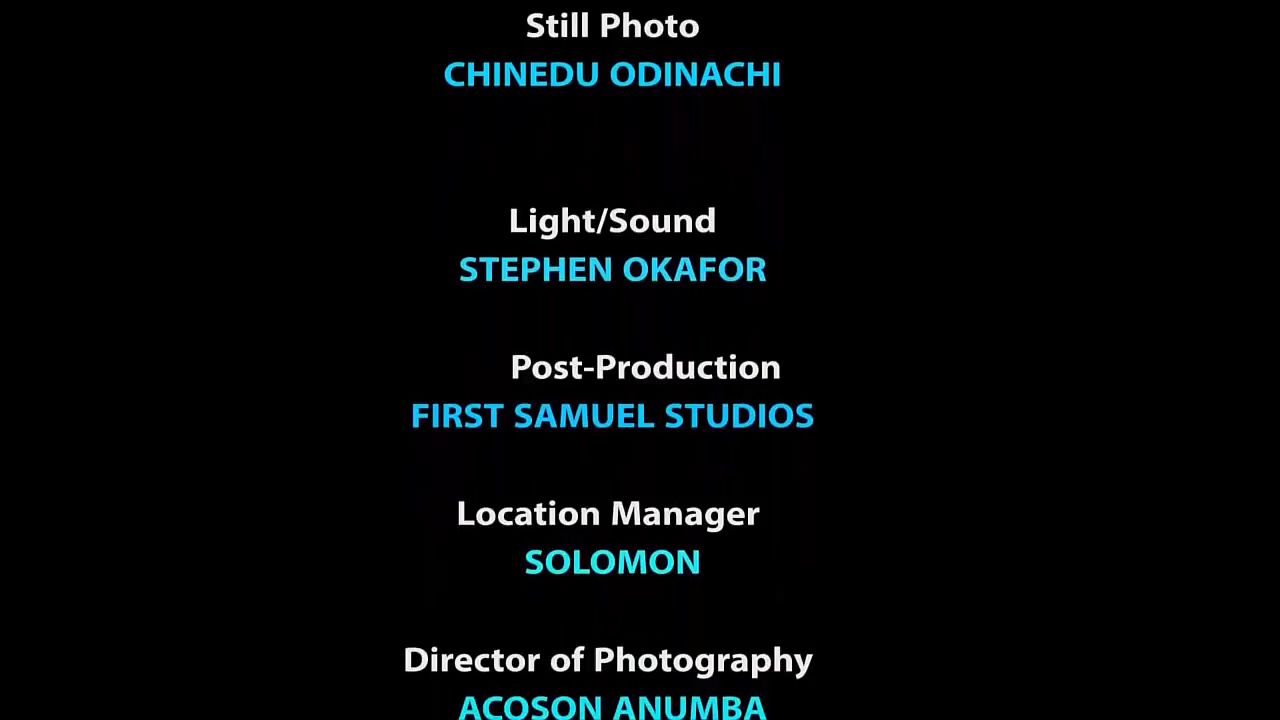 Still Photo
CHINEDU ODINACHI
Light/Sound
STEPHEN OKAFOR
Post-Production
FIRST SAMUEL STUDIOS
Location Manager
SOLOMON
Director of Photography
ACOSON ANUMBA